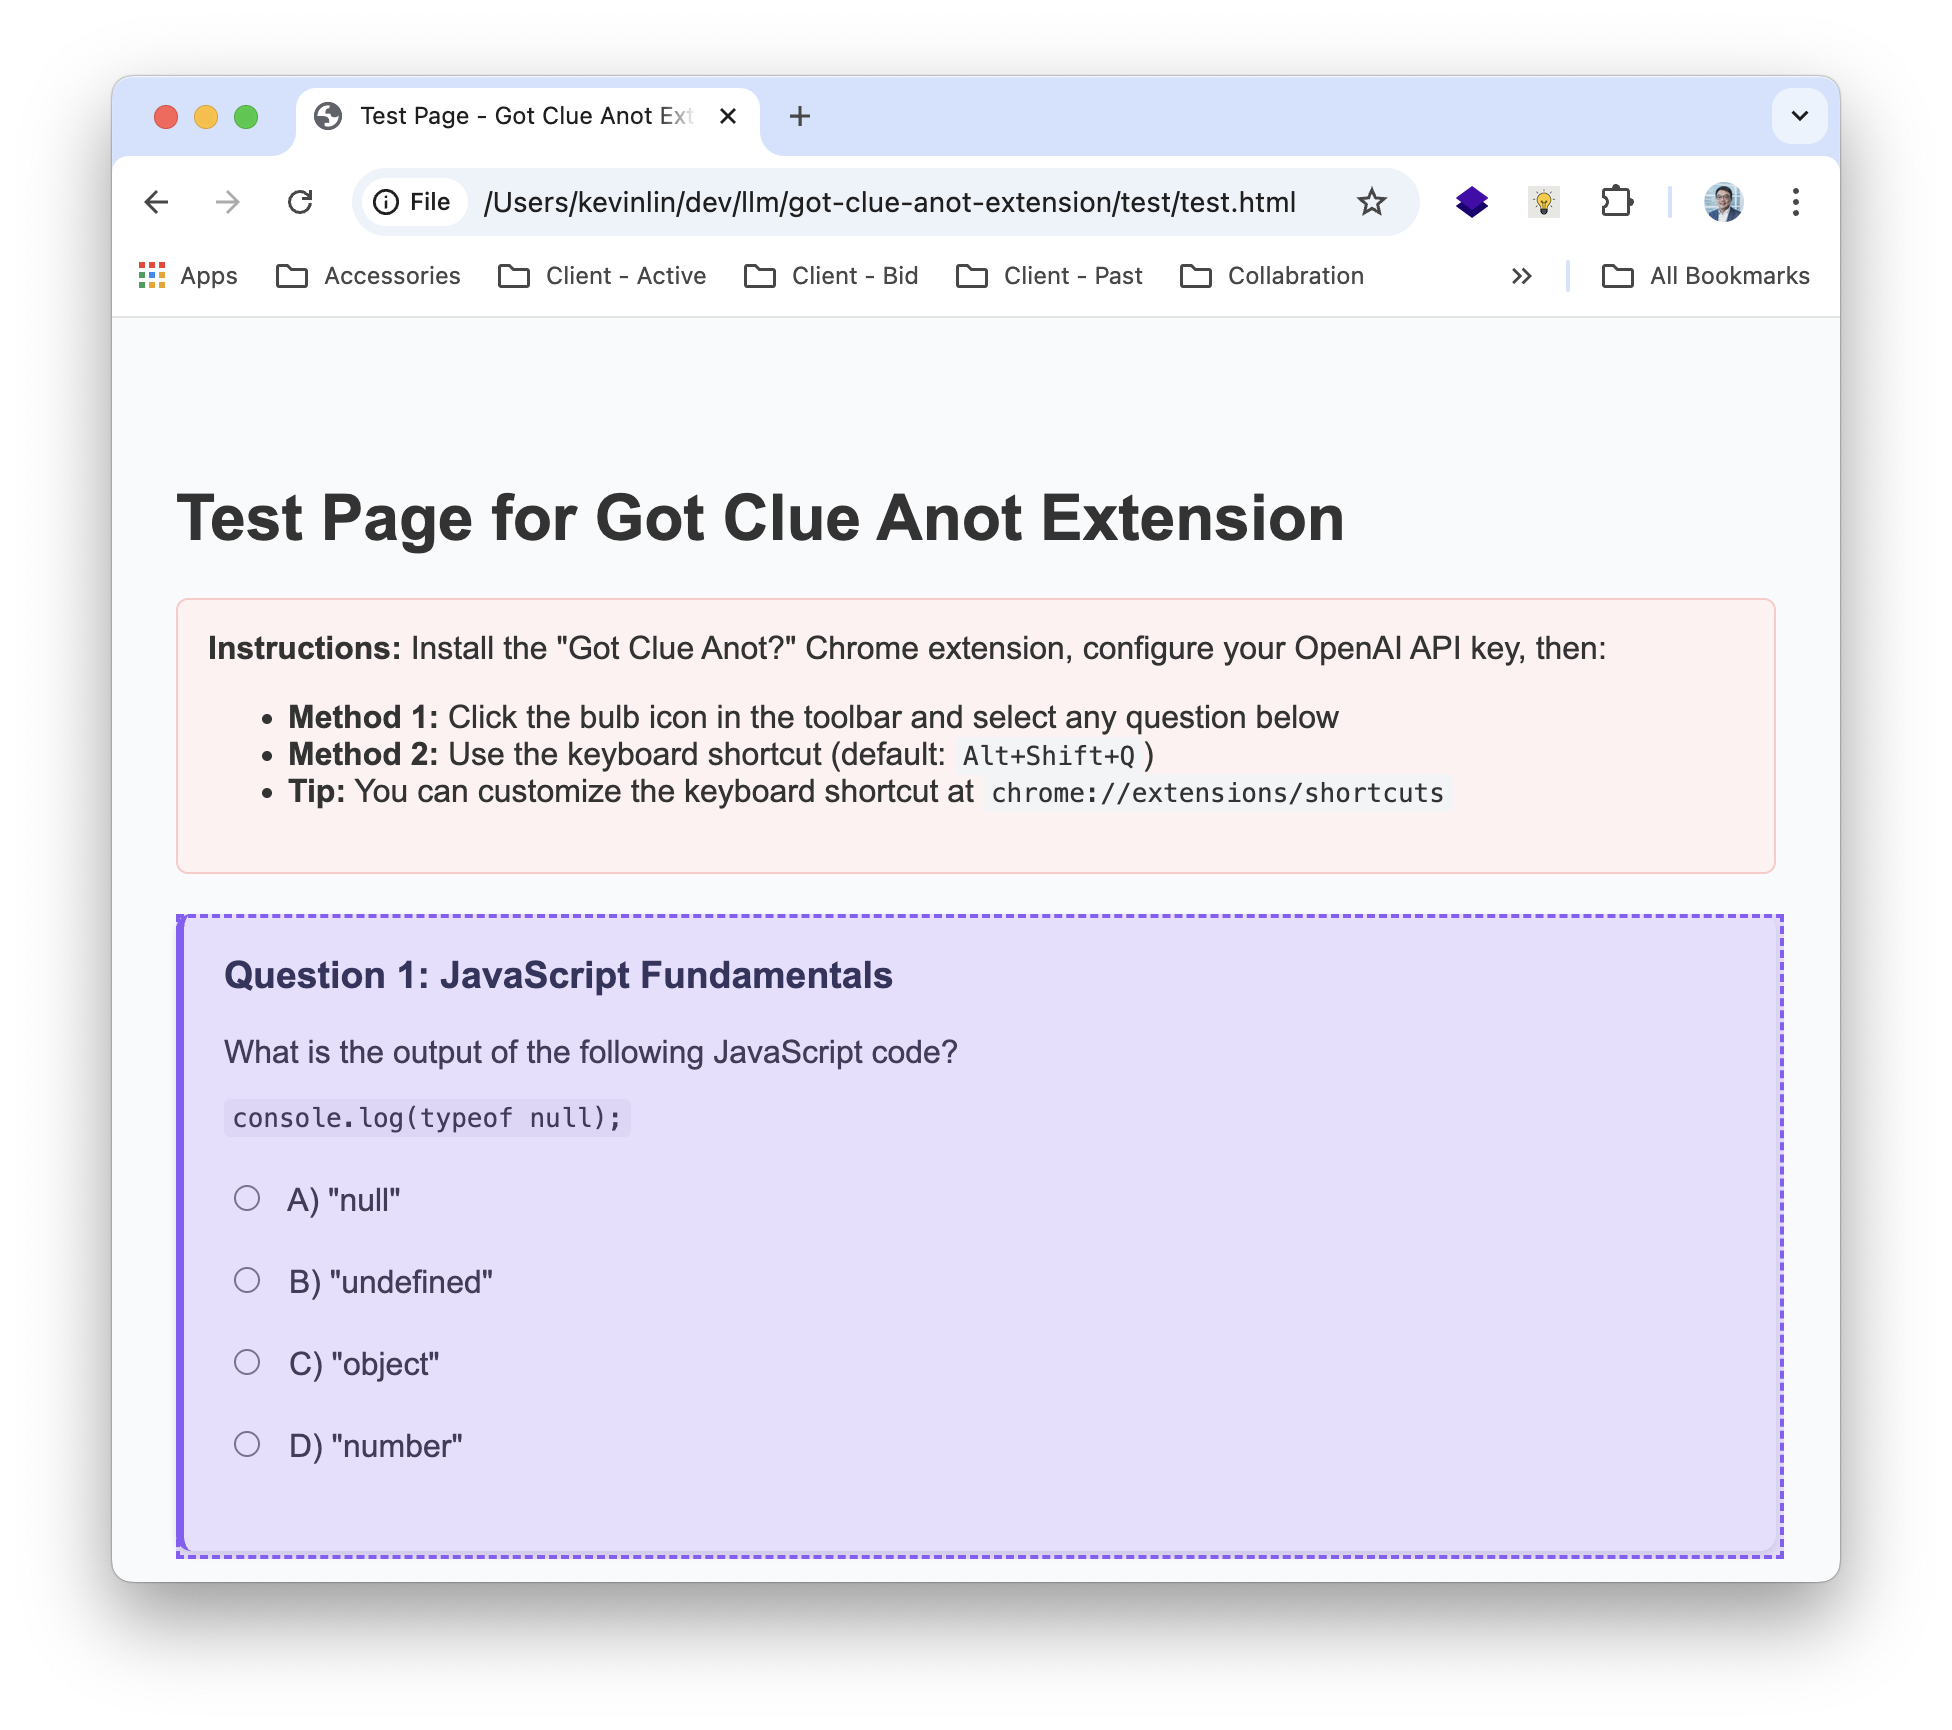 Test Page - Got Clue Anot Ext
File /Users/kevinlin/dev/llm/got-clue-anot-extension/test/test.html
Apps Accessories Client - Active Client - Bid Client - Past Collabration All Bookmarks
Test Page for Got Clue Anot Extension
Instructions: Install the "Got Clue Anot?" Chrome extension, configure your OpenAI API key, then:
• Method 1: Click the bulb icon in the toolbar and select any question below
• Method 2: Use the keyboard shortcut (default: Alt+Shift+Q)
• Tip: You can customize the keyboard shortcut at chrome://extensions/shortcuts
Question 1: JavaScript Fundamentals
What is the output of the following JavaScript code?
console.log(typeof null);
A) "null"
B) "undefined"
C) "object"
D) "number"